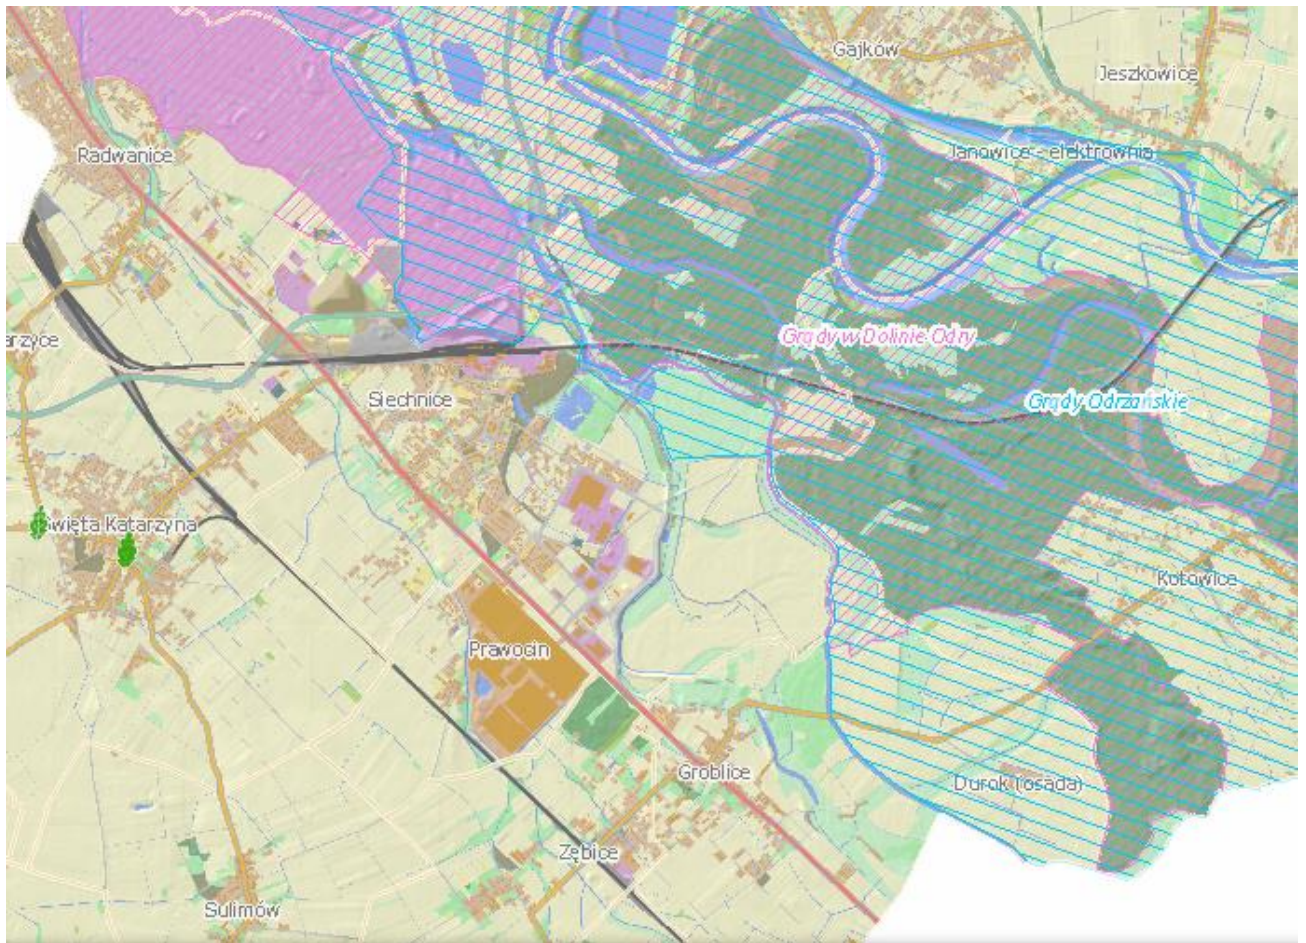 Gajków
Jeszkowice
Radwanice
Janowice - elektrownia
arzyce
Grądy w Dolinie Odry
Siechnice
Grądy Odrzańskie
Święta Katarzyna
Kotowice
Prawocin
Groblice
Durok (osada)
Zębice
Sulimów